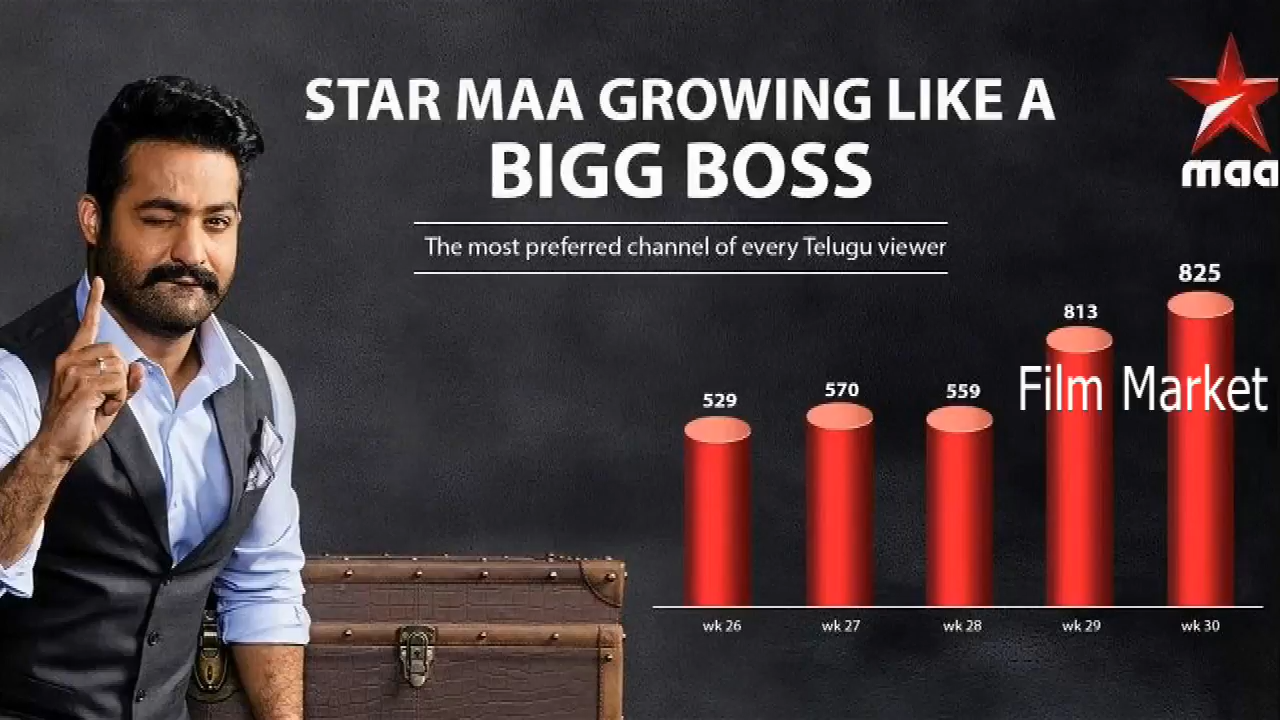 STAR MAA GROWING LIKE A
BIGG BOSS
The most preferred channel of every Telugu viewer
maa
825
813
529
570
559
Film Market
wk 26
wk 27
wk 28
wk 29
wk 30